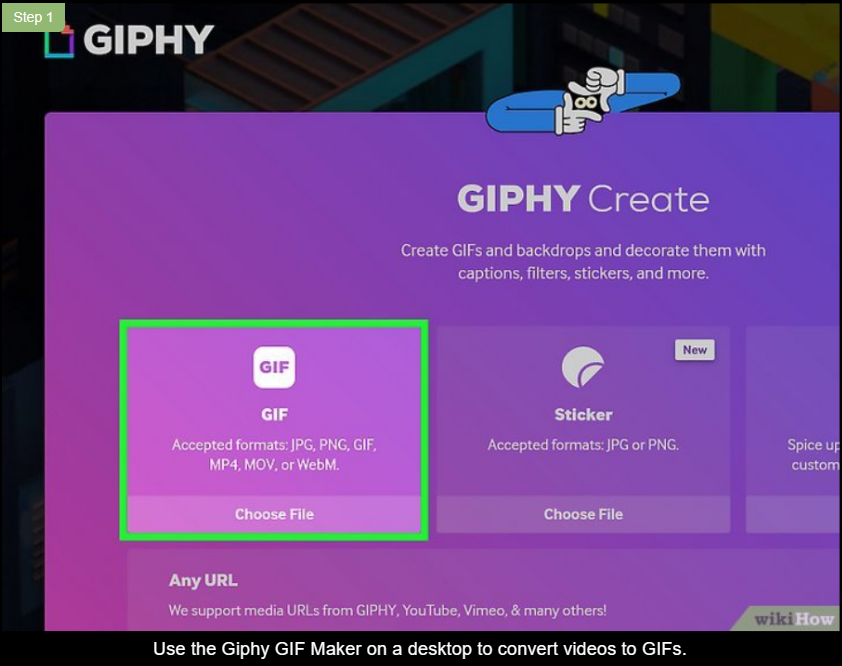 Step 1
GIPHY
GIPHY Create
Create GIFs and backdrops and decorate them with
captions, filters, stickers, and more.
GIF
GIF
Accepted formats: JPG, PNG, GIF,
MP4, MOV, or WebM.
Choose File
New
Sticker
Accepted formats: JPG or PNG.
Choose File
Spice up
custom
Any URL
We support media URLs from GIPHY, YouTube, Vimeo, & many others!
wikiHow
Use the Giphy GIF Maker on a desktop to convert videos to GIFs.